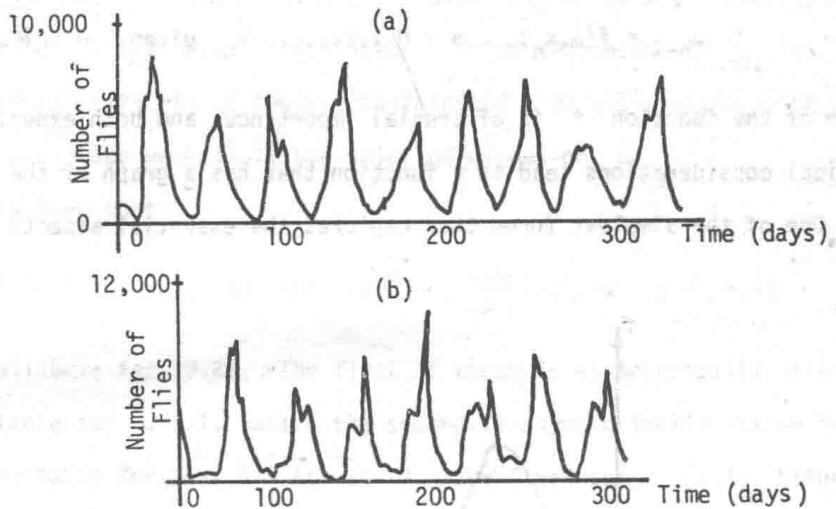 (a)
10,000
Number of
Flies
0
0 100 200 300 Time (days)
(b)
12,000
Number of
Flies
0 100 200 300 Time (days)